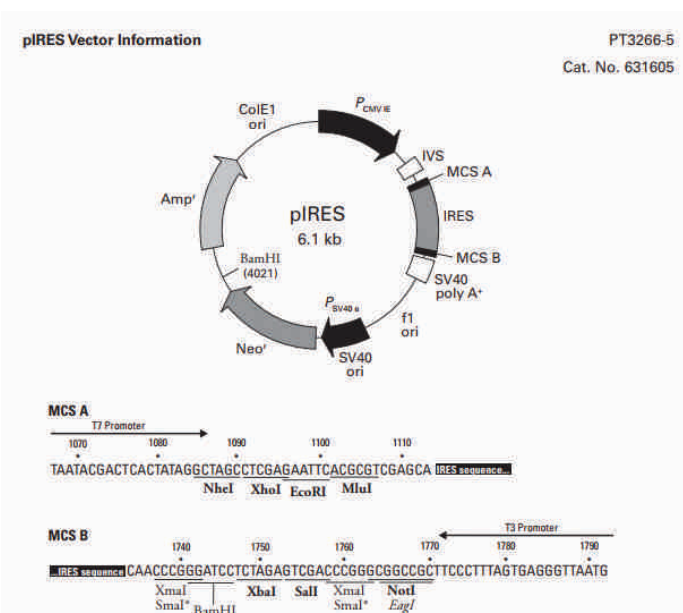 pIRES Vector Information
PT3266-5
Cat. No. 631605
ColE1
ori
PCMV IE
IVS
MCS A
IRES
MCS B
SV40
poly A+
f1
ori
PSV40 e
SV40
ori
Neoʳ
BamHI
(4021)
Ampʳ
pIRES
6.1 kb
MCS A
T7 Promoter
1070 1080 1090 1100 1110
TAATACGACTCACTATAGGCTAGCCTCGAGAATTCACGCGTCGAGCA IRES sequence...
NheI XhoI EcoRI MluI
MCS B
T3 Promoter
1740 1750 1760 1770 1780 1790
...IRES sequence CAACCCGGGATCCTCTAGAGTCGACCCGGGCGGCCGCTTCCCTTTAGTGAGGGTTAATG
XmaI XbaI SalI XmaI NotI
SmaI* BamHI SmaI* EagI